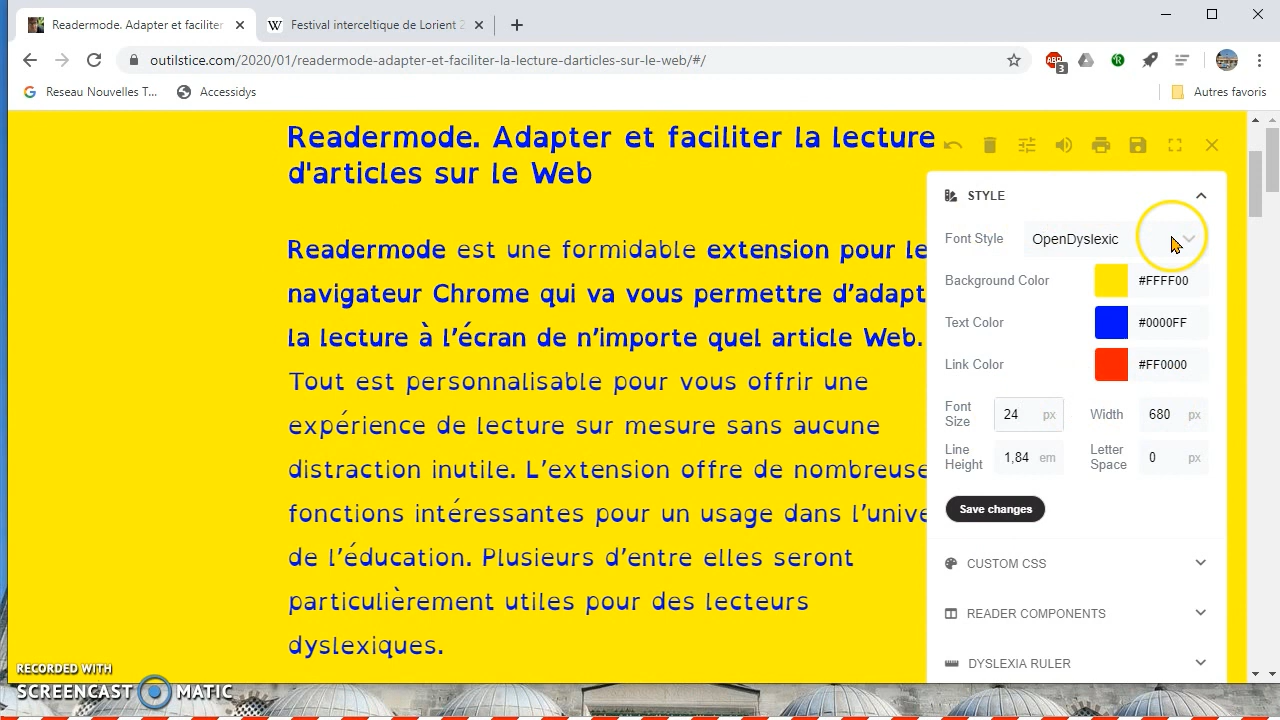 Readermode. Adapter et faciliter
Festival interceltique de Lorient 2
outilstice.com/2020/01/readermode-adapter-et-faciliter-la-lecture-darticles-sur-le-web/#/
ABP
3
Reseau Nouvelles T...
Accessidys
Autres favoris
Readermode. Adapter et faciliter la lecture
d'articles sur le Web
Readermode est une formidable extension pour le
navigateur Chrome qui va vous permettre d'adapt
la lecture à l'écran de n'importe quel article Web.
Tout est personnalisable pour vous offrir une
expérience de lecture sur mesure sans aucune
distraction inutile. L'extension offre de nombreuse
fonctions intéressantes pour un usage dans l'unive
de l'éducation. Plusieurs d'entre elles seront
particulièrement utiles pour des lecteurs
dyslexiques.
STYLE
Font Style
OpenDyslexic
Background Color
#FFFF00
Text Color
#0000FF
Link Color
#FF0000
Font Size
24 px
Width
680 px
Line Height
1,84 em
Letter Space
0 px
Save changes
CUSTOM CSS
READER COMPONENTS
DYSLEXIA RULER
RECORDED WITH
SCREENCAST MATIC